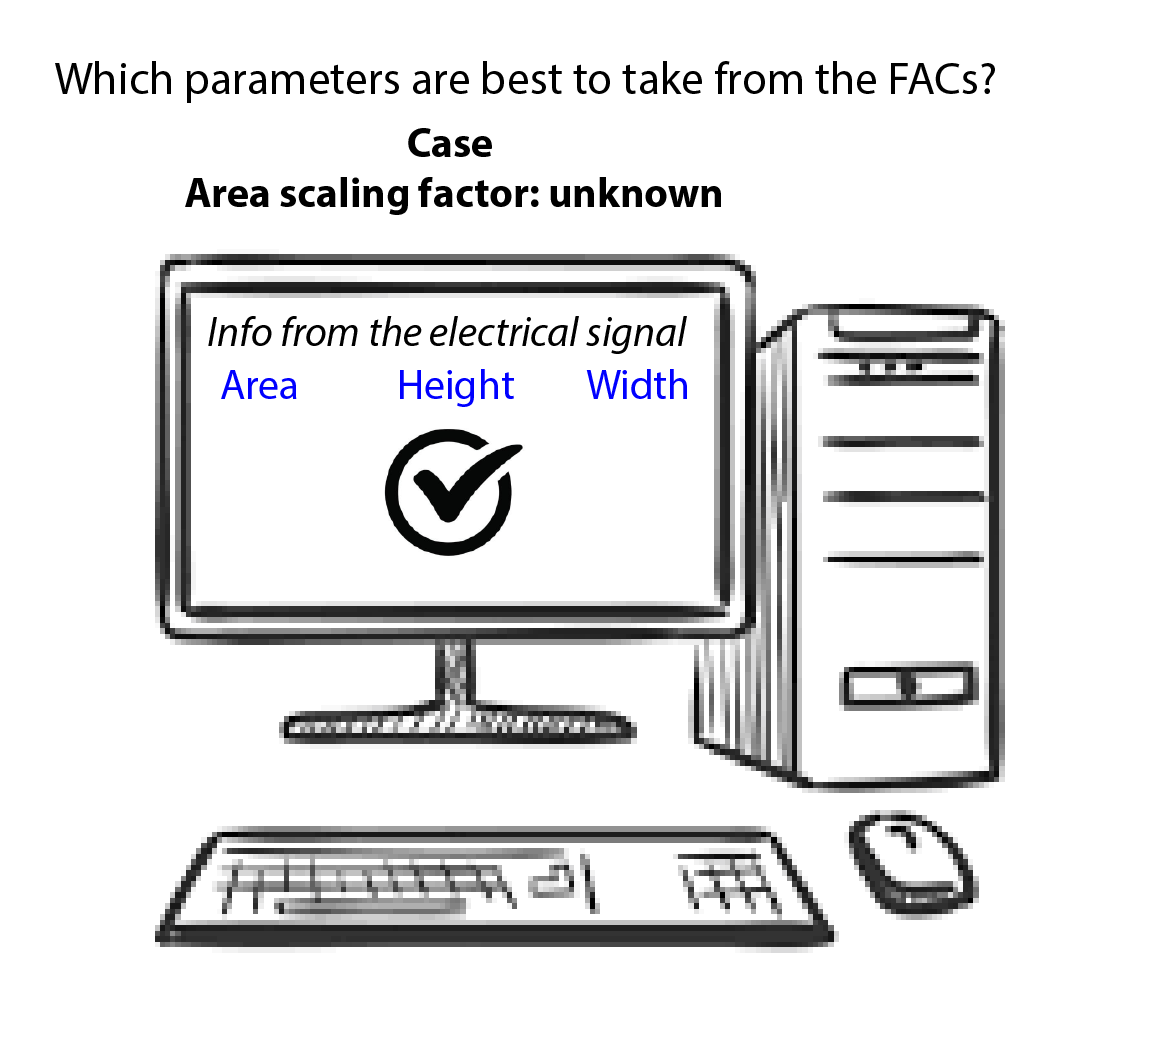 Which parameters are best to take from the FACs?
Case
Area scaling factor: unknown
Info from the electrical signal
Area Height Width